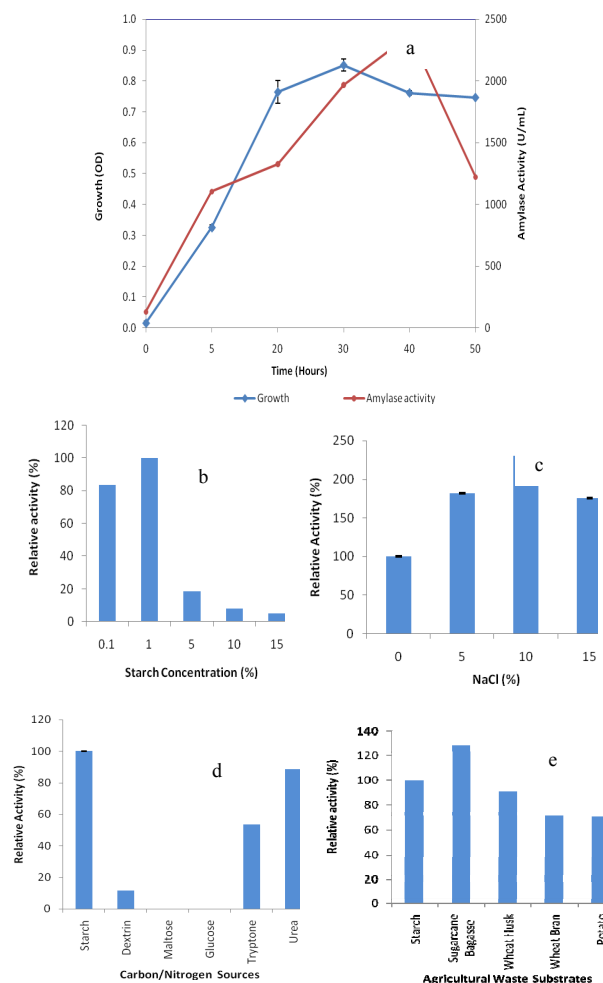 1.0
0.9
0.8
0.7
0.6
0.5
0.4
0.3
0.2
0.1
0.0
Growth (OD)
2500
2000
1500
1000
500
0
Amylase Activity (U/mL)
a
0 5 20 30 40 50
Time (Hours)
Growth Amylase activity
120
100
80
60
40
20
0
Relative activity (%)
b
0.1 1 5 10 15
Starch Concentration (%)
250
200
150
100
50
0
Relative Activity (%)
c
0 5 10 15
NaCl (%)
120
100
80
60
40
20
0
Relative Activity (%)
d
Starch
Dextrin
Maltose
Glucose
Tryptone
Urea
Carbon/Nitrogen Sources
140
120
100
80
60
40
20
0
Relative activity (%)
e
Starch
Sugarcane
Bagasse
Wheat Husk
Wheat Bran
Agricultural Waste Substrates